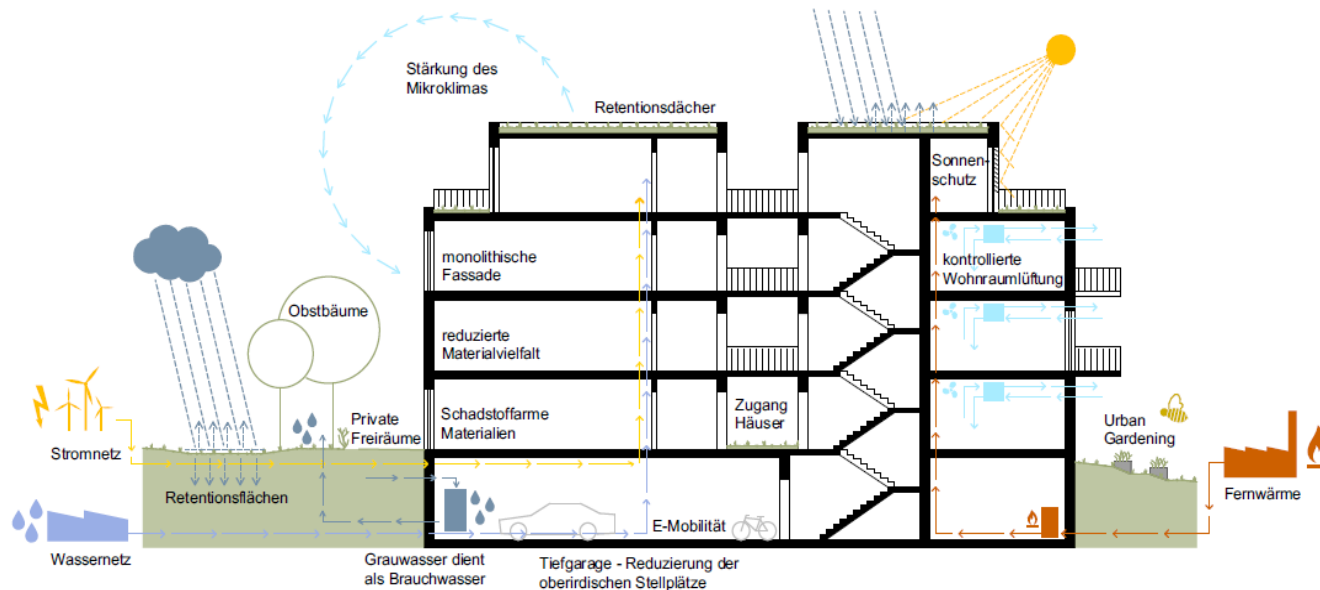 Stärkung des
Mikroklimas
Retentionsdächer
Sonnen-
schutz
monolithische
Fassade
kontrollierte
Wohnraumlüftung
Obstbäume
reduzierte
Materialvielfalt
Schadstoffarme
Materialien
Zugang
Häuser
Private
Freiräume
Urban
Gardening
Stromnetz
Retentionsflächen
Fernwärme
E-Mobilität
Wassernetz
Grauwasser dient
als Brauchwasser
Tiefgarage - Reduzierung der
oberirdischen Stellplätze